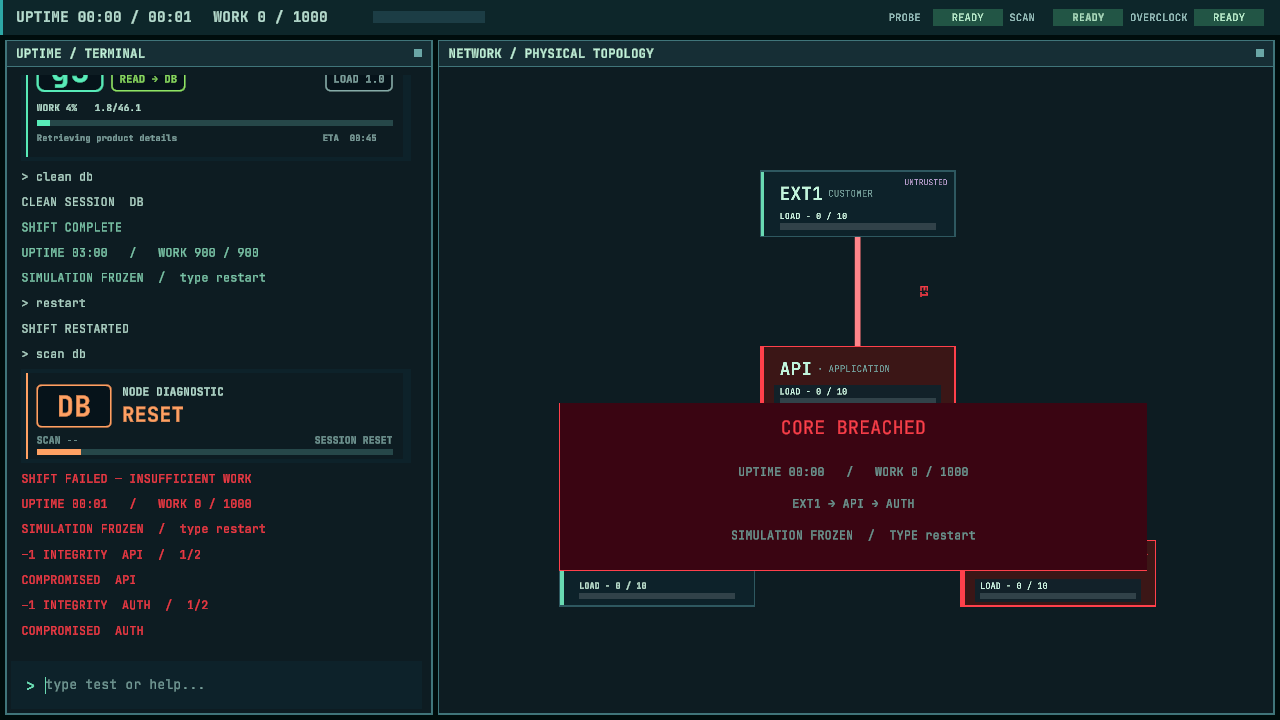 UPTIME 00:00 / 00:01 WORK 0 / 1000
PROBE READY SCAN READY OVERCLOCK READY
UPTIME / TERMINAL
READ → DB LOAD 1.0
WORK 4% 1.8/46.1
Retrieving product details ETA 00:45
> clean db
CLEAN SESSION DB
SHIFT COMPLETE
UPTIME 03:00 / WORK 900 / 900
SIMULATION FROZEN / type restart
> restart
SHIFT RESTARTED
> scan db
DB NODE DIAGNOSTIC
RESET
SCAN -- SESSION RESET
SHIFT FAILED — INSUFFICIENT WORK
UPTIME 00:01 / WORK 0 / 1000
SIMULATION FROZEN / type restart
−1 INTEGRITY API / 1/2
COMPROMISED API
−1 INTEGRITY AUTH / 1/2
COMPROMISED AUTH
> type test or help...
NETWORK / PHYSICAL TOPOLOGY
UNTRUSTED
EXT1 CUSTOMER
LOAD - 0 / 10
E1
API · APPLICATION
LOAD - 0 / 10
CORE BREACHED
UPTIME 00:00 / WORK 0 / 1000
EXT1 → API → AUTH
SIMULATION FROZEN / TYPE restart
LOAD - 0 / 10
LOAD - 0 / 10